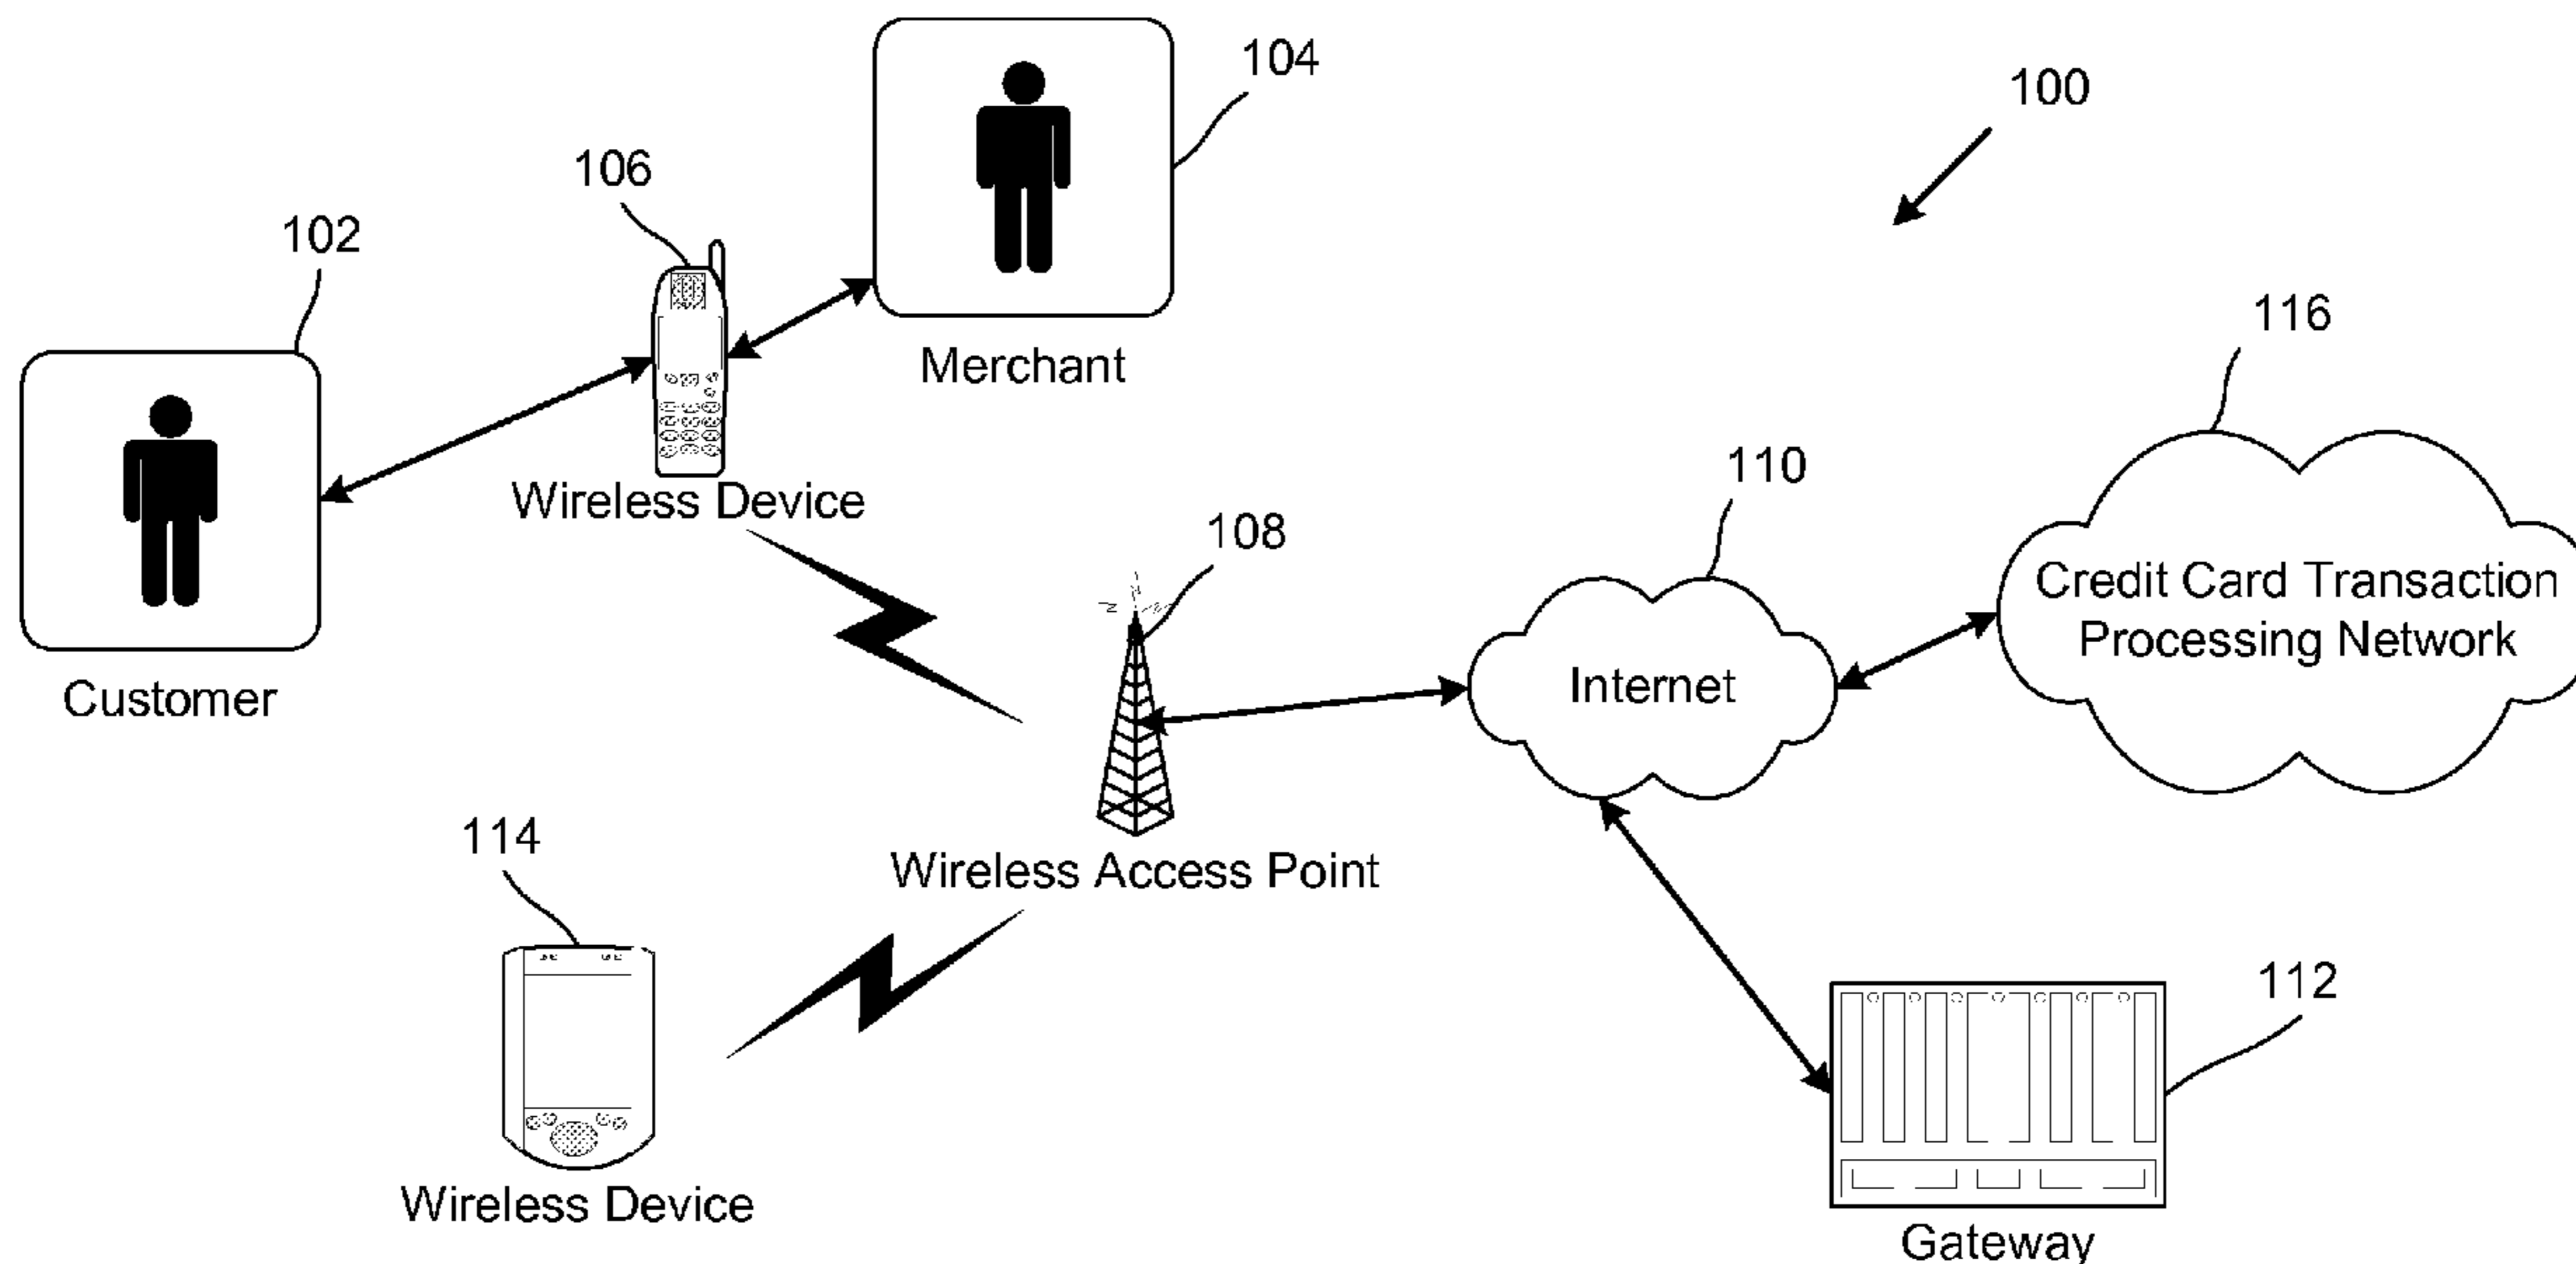 104
100
106
Merchant
102
116
Wireless Device
110
108
Credit Card Transaction
Processing Network
Internet
Customer
114
Wireless Access Point
112
Wireless Device
Gateway